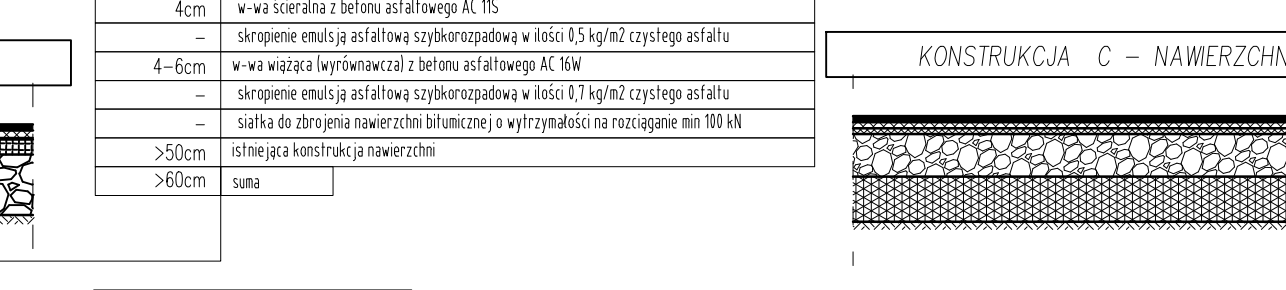 4cm w-wa ścieralna z betonu asfaltowego AC 11S
– skropienie emulsją asfaltową szybkorozpadową w ilości 0,5 kg/m2 czystego asfaltu
4–6cm w-wa wiążąca (wyrównawcza) z betonu asfaltowego AC 16W
– skropienie emulsją asfaltową szybkorozpadową w ilości 0,7 kg/m2 czystego asfaltu
– siatka do zbrojenia nawierzchni bitumicznej o wytrzymałości na rozciąganie min 100 kN
>50cm istniejąca konstrukcja nawierzchni
>60cm suma
KONSTRUKCJA C – NAWIERZCHN